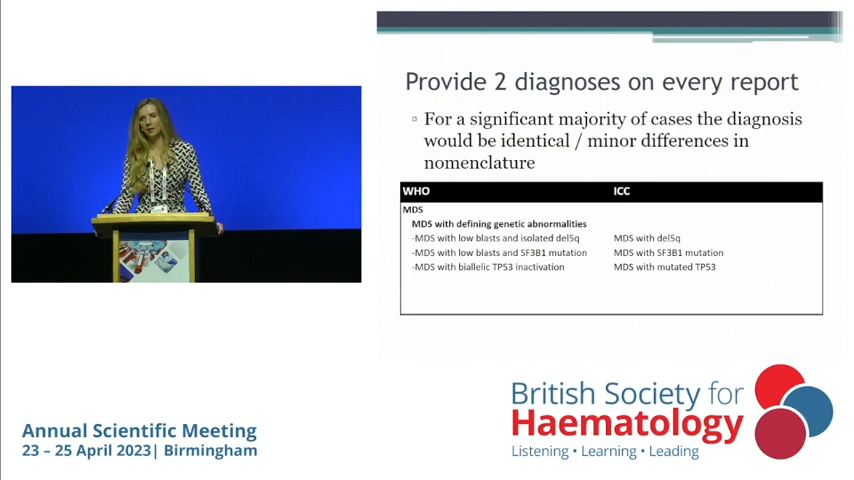 Provide 2 diagnoses on every report
▫ For a significant majority of cases the diagnosis
would be identical / minor differences in
nomenclature
WHO ICC
MDS
MDS with defining genetic abnormalities
-MDS with low blasts and isolated del5q MDS with del5q
-MDS with low blasts and SF3B1 mutation MDS with SF3B1 mutation
-MDS with biallelic TP53 inactivation MDS with mutated TP53
Annual Scientific Meeting
23 – 25 April 2023| Birmingham
British Society for
Haematology
Listening • Learning • Leading